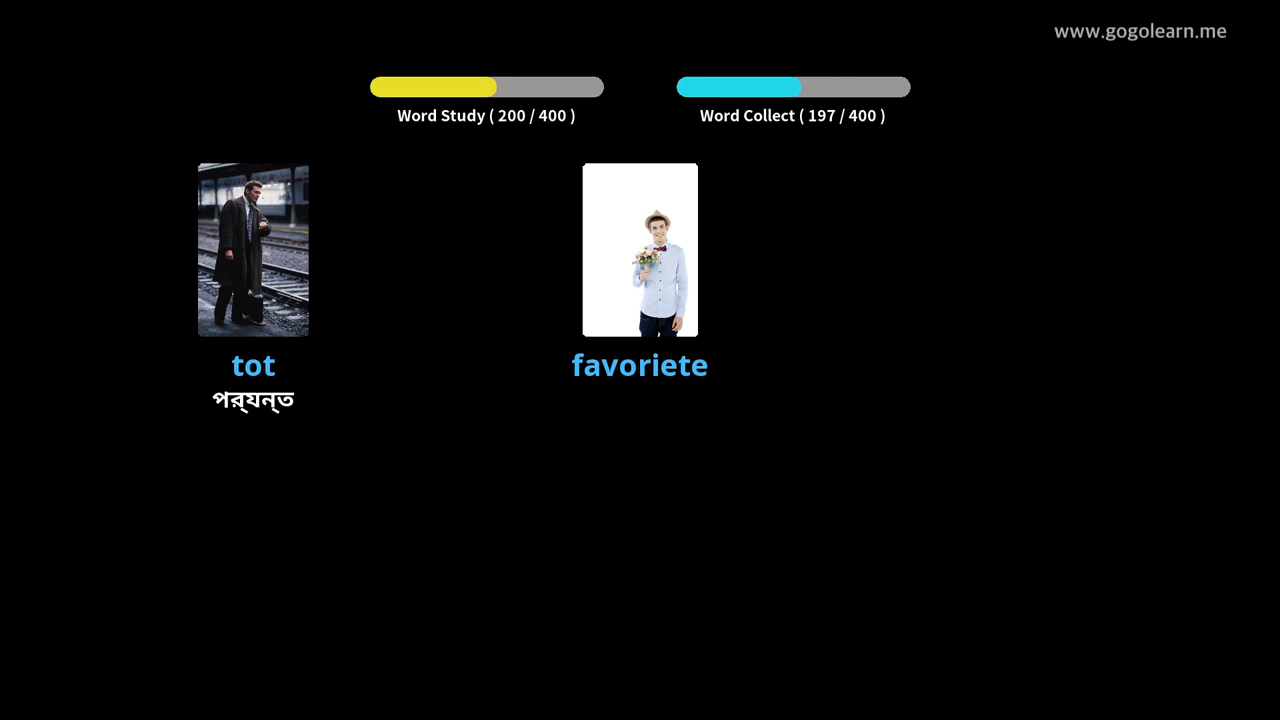 www.gogolearn.me
Word Study ( 200 / 400 )
Word Collect ( 197 / 400 )
tot
favoriete
পর্যন্ত